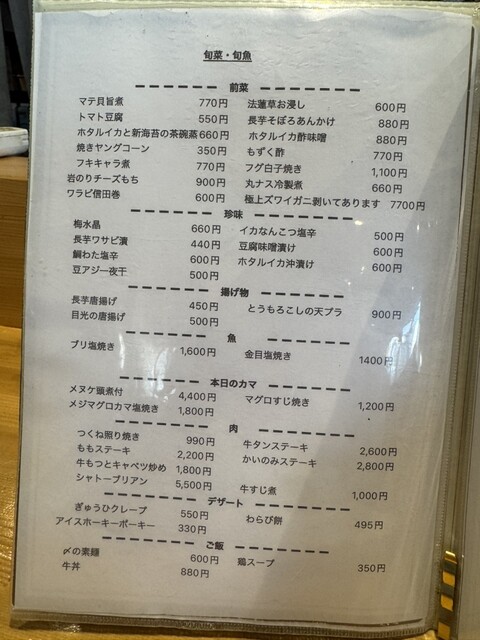 旬菜・旬魚
前菜
マテ貝旨煮 770円 法蓮草お浸し 600円
トマト豆腐 550円 長芋そぼろあんかけ 880円
ホタルイカと新海苔の茶碗蒸 660円 ホタルイカ酢味噌 880円
焼きヤングコーン 350円 もずく酢 770円
フキキャラ煮 770円 フグ白子焼き 1,100円
岩のりチーズもち 900円 丸ナス冷製煮 660円
ワラビ信田巻 600円 極上ズワイガニ剥いてあります 7700円
珍味
梅水晶 660円 イカなんこつ塩辛 500円
長芋ワサビ漬 440円 豆腐味噌漬け 600円
鯛わた塩辛 600円 ホタルイカ沖漬け 600円
豆アジ一夜干 500円
揚げ物
長芋唐揚げ 450円 とうもろこしの天プラ 900円
目光の唐揚げ 500円
魚
ブリ塩焼き 1,600円 金目塩焼き 1400円
本日のカマ
メヌケ頭煮付 4,400円 マグロすじ焼き 1,200円
メジマグロカマ塩焼き 1,800円
肉
つくね照り焼き 990円 牛タンステーキ 2,600円
ももステーキ 2,200円 かいのみステーキ 2,800円
牛もつとキャベツ炒め 1,800円
シャトーブリアン 5,500円 牛すじ煮 1,000円
デザート
ぎゅうひクレープ 550円 わらび餅 495円
アイスホーキーポーキー 330円
ご飯
〆の素麺 600円 鶏スープ 350円
牛丼 880円